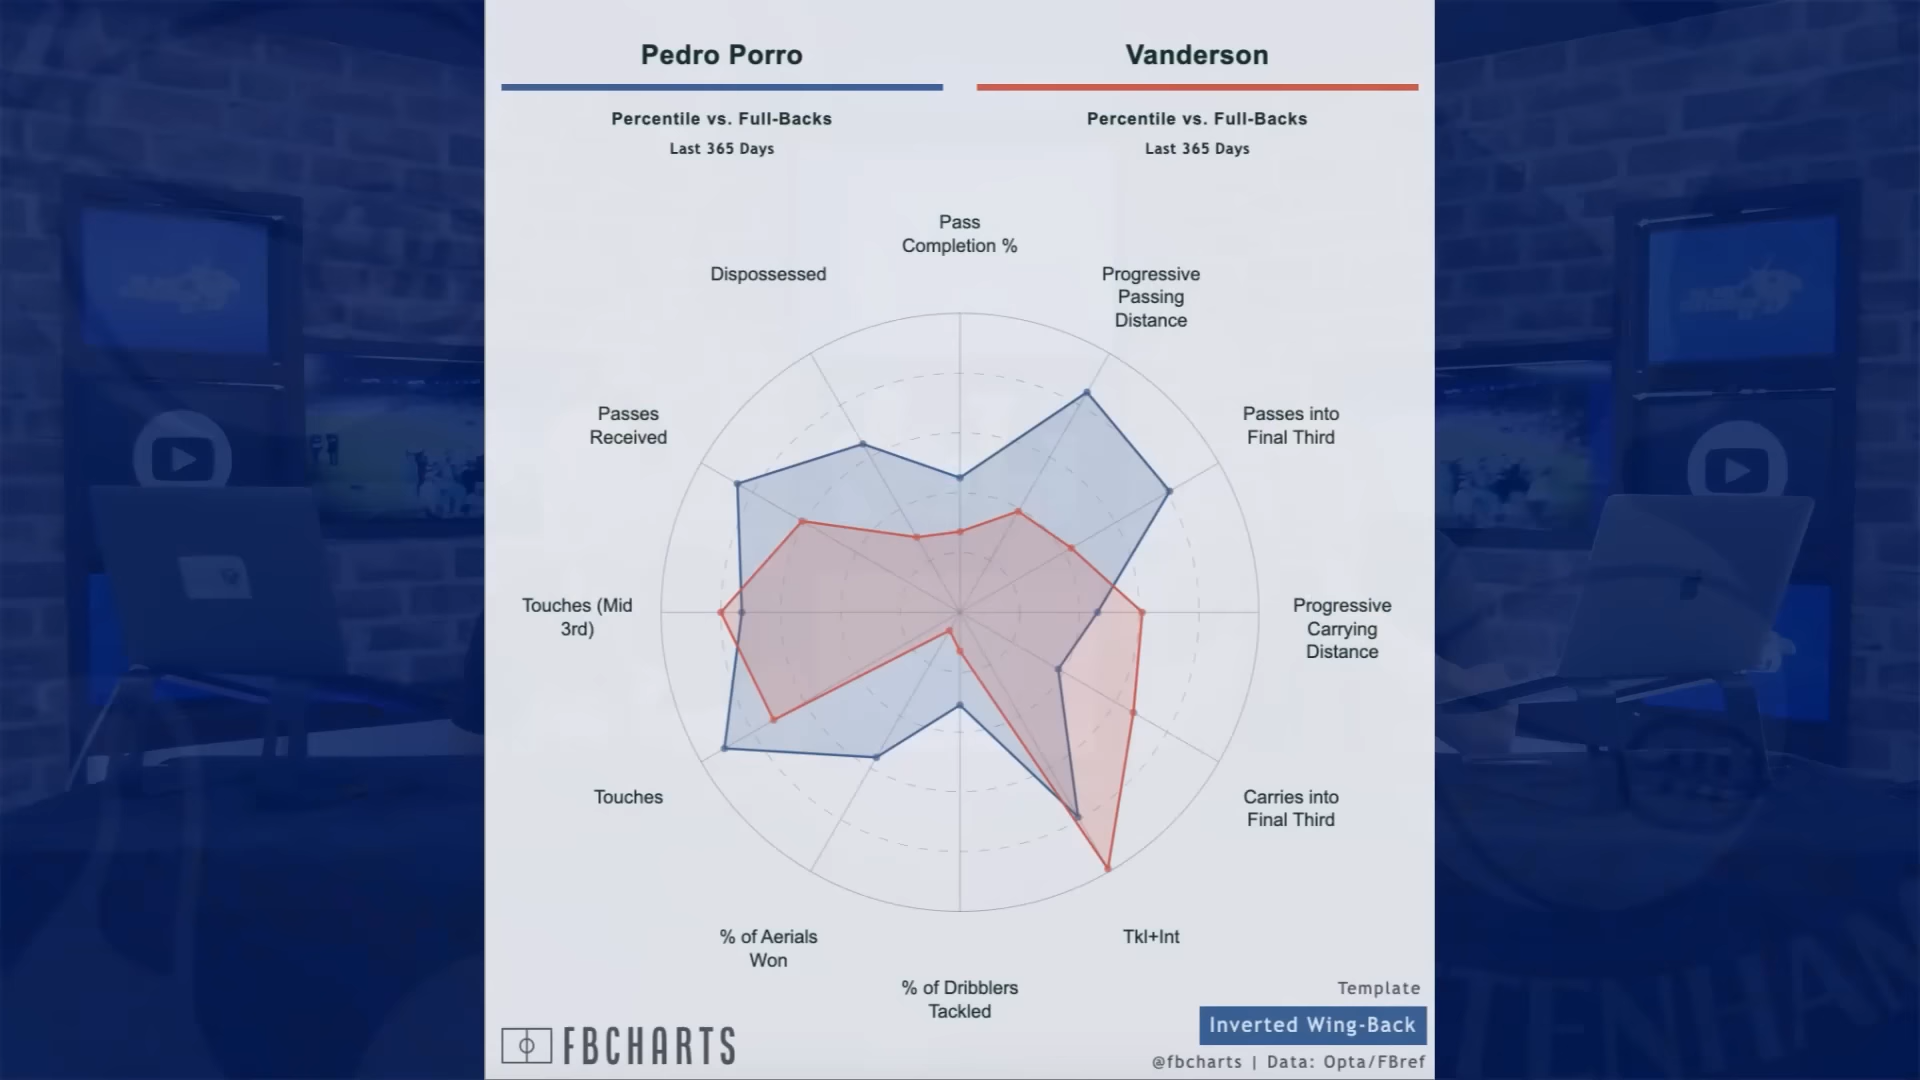 Pedro Porro
Vanderson
Percentile vs. Full-Backs
Last 365 Days
Percentile vs. Full-Backs
Last 365 Days
Pass
Completion %
Dispossessed
Progressive
Passing
Distance
Passes
Received
Passes into
Final Third
Touches (Mid
3rd)
Progressive
Carrying
Distance
Touches
Carries into
Final Third
% of Aerials
Won
Tkl+Int
% of Dribblers
Tackled
Template
Inverted Wing-Back
FBCHARTS
@fbcharts | Data: Opta/FBref